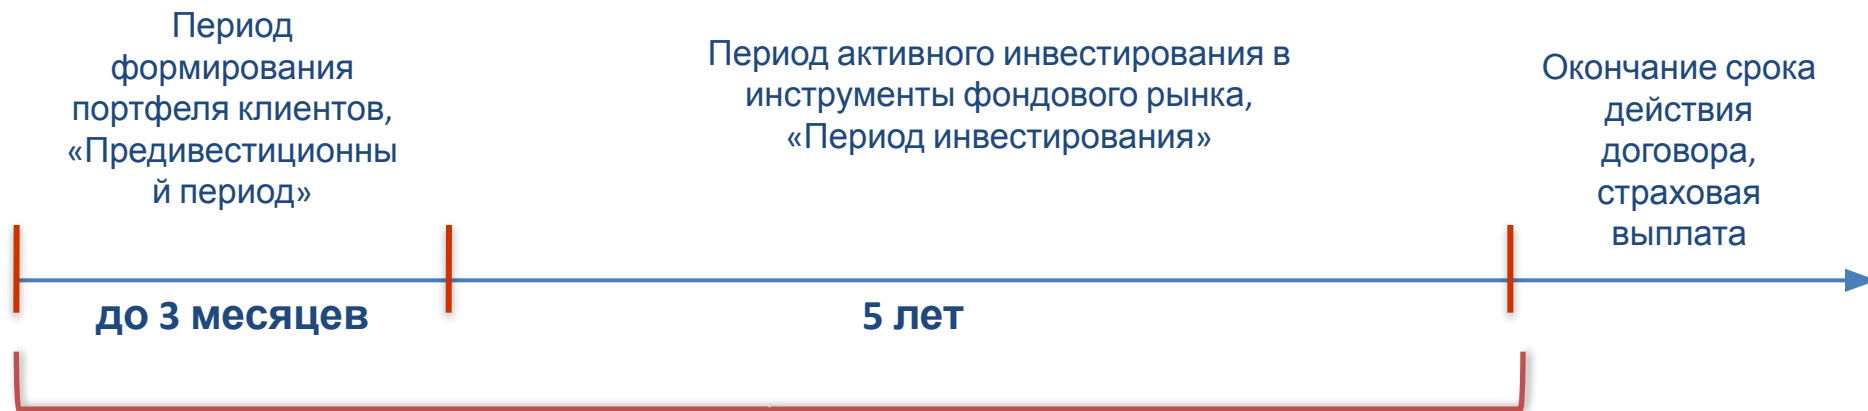 Период
формирования
портфеля клиентов,
«Предивестиционны
й период»
Период активного инвестирования в
инструменты фондового рынка,
«Период инвестирования»
Окончание срока
действия
договора,
страховая
выплата
до 3 месяцев
5 лет